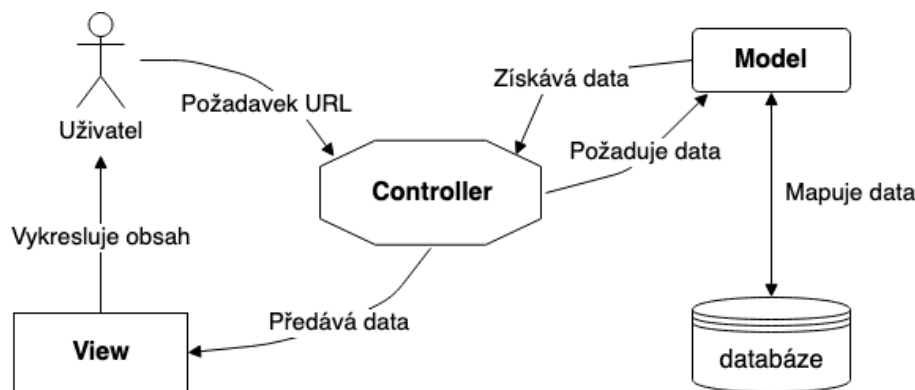 Model
Získává data
Požadavek URL
Uživatel
Požaduje data
Controller
Mapuje data
Vykresluje obsah
Předává data
View
databáze